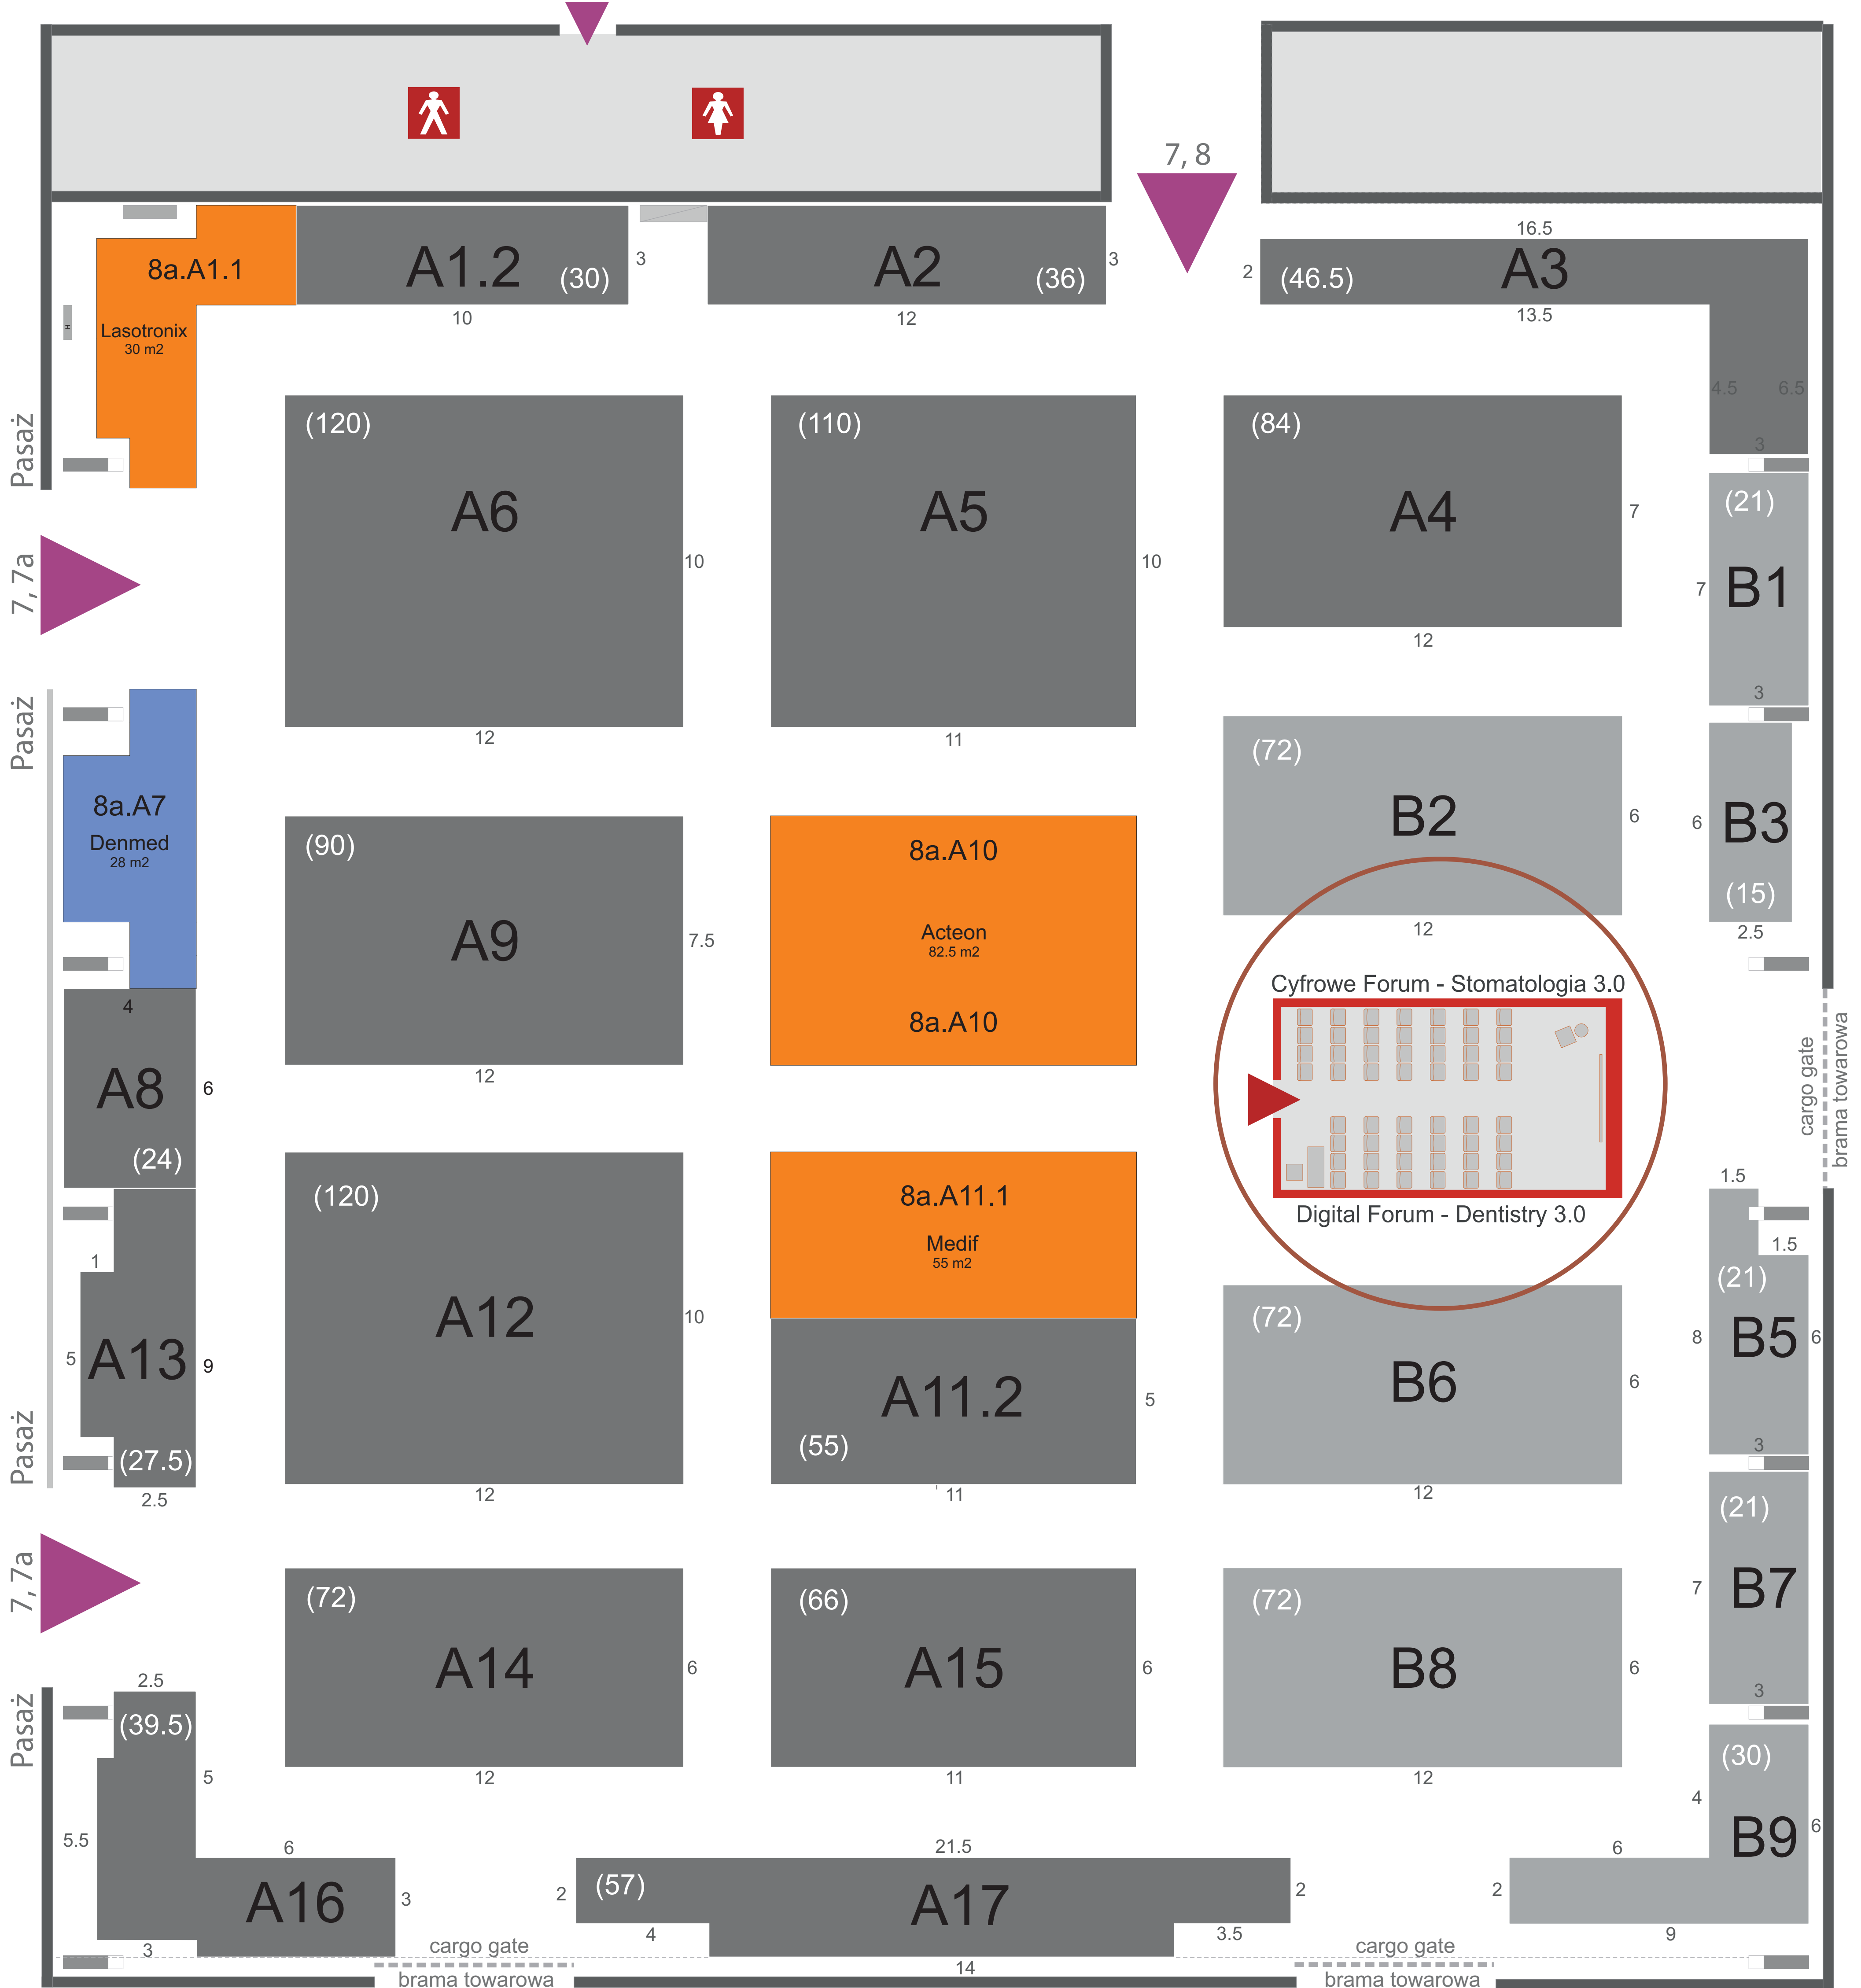 7, 8
16.5
8a.A1.1
A1.2
(30)
3
A2
(36)
3
2
(46.5)
A3
10
12
13.5
H
Lasotronix
30 m2
4.5
6.5
3
Pasaż
(120)
A6
10
12
(110)
A5
10
11
(84)
A4
7
12
(21)
B1
7
3
7, 7a
Pasaż
8a.A7
Denmed
28 m2
(90)
A9
7.5
12
8a.A10
Acteon
82.5 m2
8a.A10
(72)
B2
6
12
6
B3
(15)
2.5
Cyfrowe Forum - Stomatologia 3.0
Digital Forum - Dentistry 3.0
cargo gate
brama towarowa
4
A8
6
(24)
1
5
A13
9
(27.5)
2.5
Pasaż
(120)
A12
10
12
8a.A11.1
Medif
55 m2
A11.2
(55)
5
11
(72)
B6
6
12
1.5
1.5
(21)
8
B5
6
3
7, 7a
(72)
A14
6
12
(66)
A15
6
11
(72)
B8
6
12
(21)
7
B7
3
Pasaż
2.5
(39.5)
5
5.5
6
A16
3
3
21.5
2
(57)
A17
2
4
3.5
14
(30)
4
B9
6
6
2
9
cargo gate
brama towarowa
cargo gate
brama towarowa